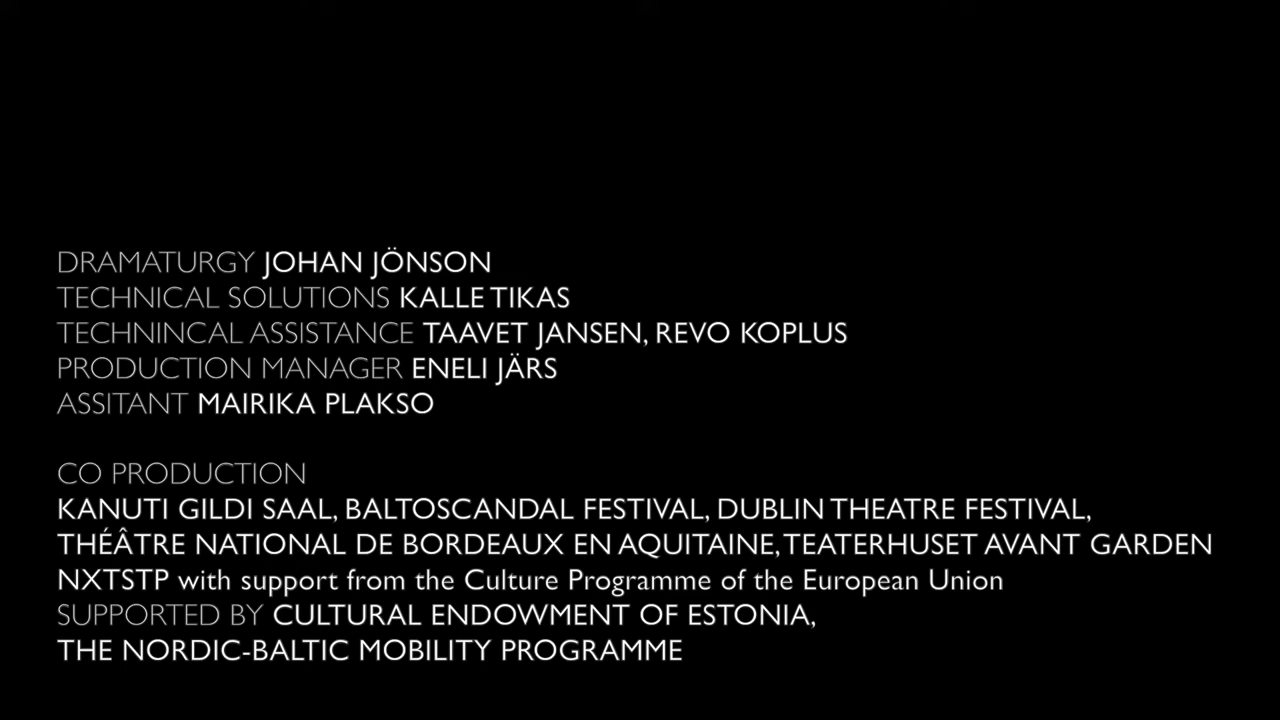 DRAMATURGY JOHAN JÖNSON
TECHNICAL SOLUTIONS KALLE TIKAS
TECHNINCAL ASSISTANCE TAAVET JANSEN, REVO KOPLUS
PRODUCTION MANAGER ENELI JÄRS
ASSITANT MAIRIKA PLAKSO
CO PRODUCTION
KANUTI GILDI SAAL, BALTOSCANDAL FESTIVAL, DUBLIN THEATRE FESTIVAL,
THÉÂTRE NATIONAL DE BORDEAUX EN AQUITAINE, TEATERHUSET AVANT GARDEN
NXTSTP with support from the Culture Programme of the European Union
SUPPORTED BY CULTURAL ENDOWMENT OF ESTONIA,
THE NORDIC-BALTIC MOBILITY PROGRAMME